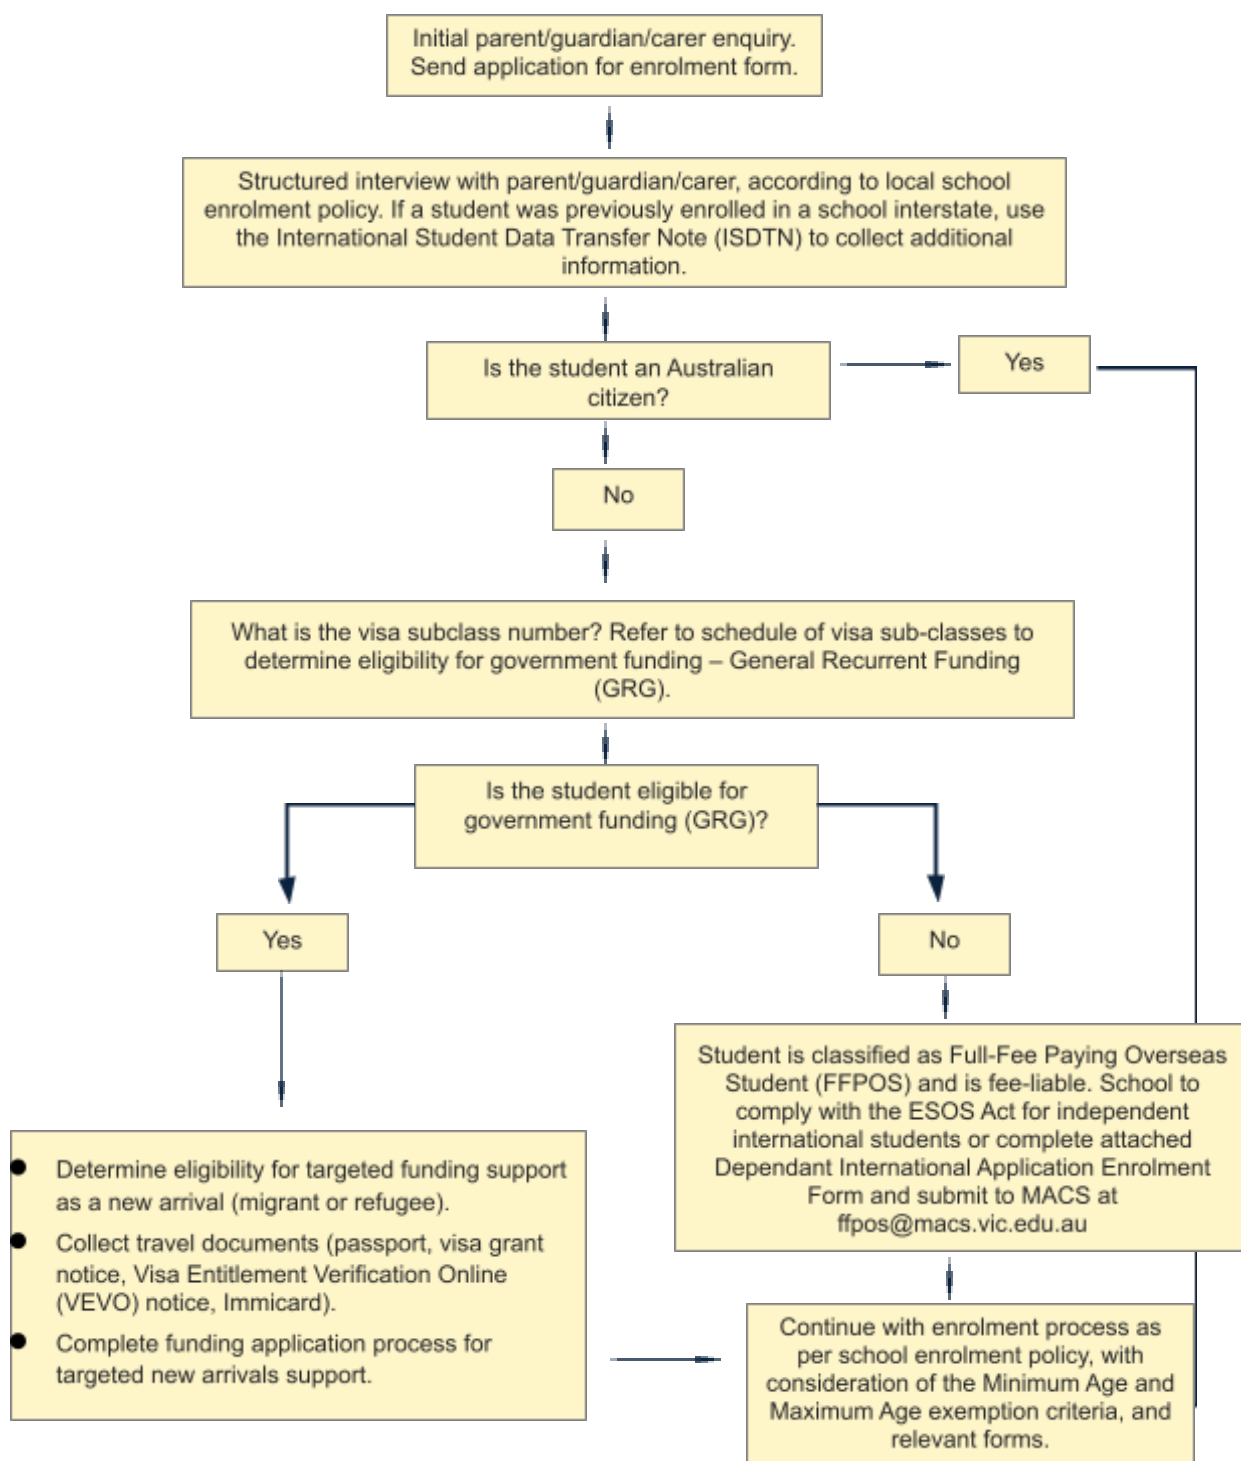 Initial parent/guardian/carer enquiry.
Send application for enrolment form.
Structured interview with parent/guardian/carer, according to local school
enrolment policy. If a student was previously enrolled in a school interstate, use
the International Student Data Transfer Note (ISDTN) to collect additional
information.
Is the student an Australian
citizen?
Yes
No
What is the visa subclass number? Refer to schedule of visa sub-classes to
determine eligibility for government funding – General Recurrent Funding
(GRG).
Is the student eligible for
government funding (GRG)?
Yes
No
Student is classified as Full-Fee Paying Overseas
Student (FFPOS) and is fee-liable. School to
comply with the ESOS Act for independent
international students or complete attached
Dependant International Application Enrolment
Form and submit to MACS at
ffpos@macs.vic.edu.au
● Determine eligibility for targeted funding support
as a new arrival (migrant or refugee).
● Collect travel documents (passport, visa grant
notice, Visa Entitlement Verification Online
(VEVO) notice, Immicard).
● Complete funding application process for
targeted new arrivals support.
Continue with enrolment process as
per school enrolment policy, with
consideration of the Minimum Age and
Maximum Age exemption criteria, and
relevant forms.